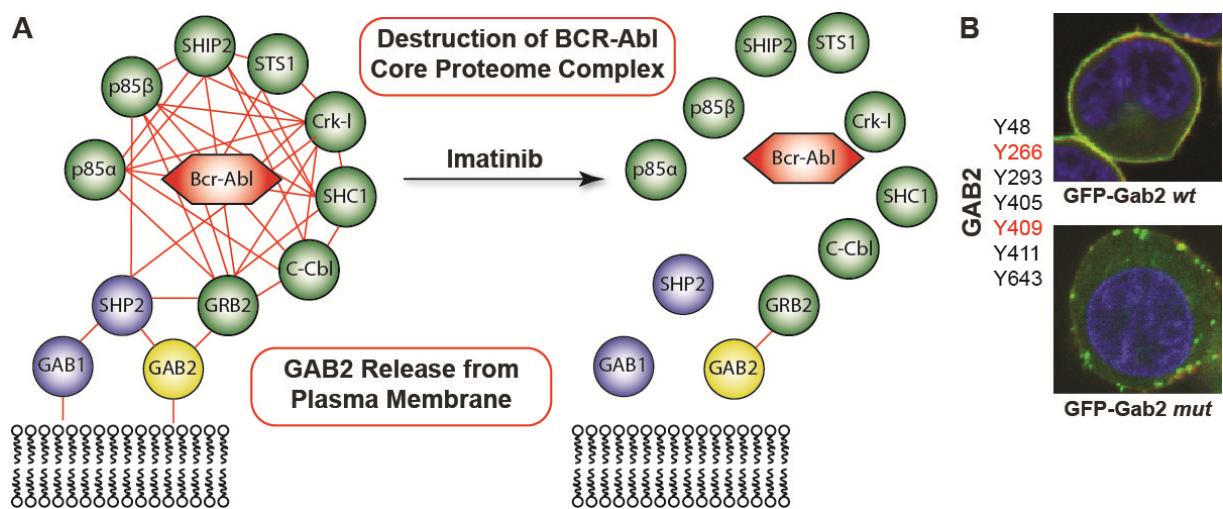 A
SHIP2
STS1
p85β
Crk-l
p85α
Bcr-Abl
SHC1
C-Cbl
SHP2
GRB2
GAB1
GAB2
Destruction of BCR-Abl
Core Proteome Complex
Imatinib
GAB2 Release from
Plasma Membrane
SHIP2
STS1
p85β
Crk-l
p85α
Bcr-Abl
SHC1
C-Cbl
SHP2
GRB2
GAB1
GAB2
B
GAB2
Y48
Y266
Y293
Y405
Y409
Y411
Y643
GFP-Gab2 wt
GFP-Gab2 mut